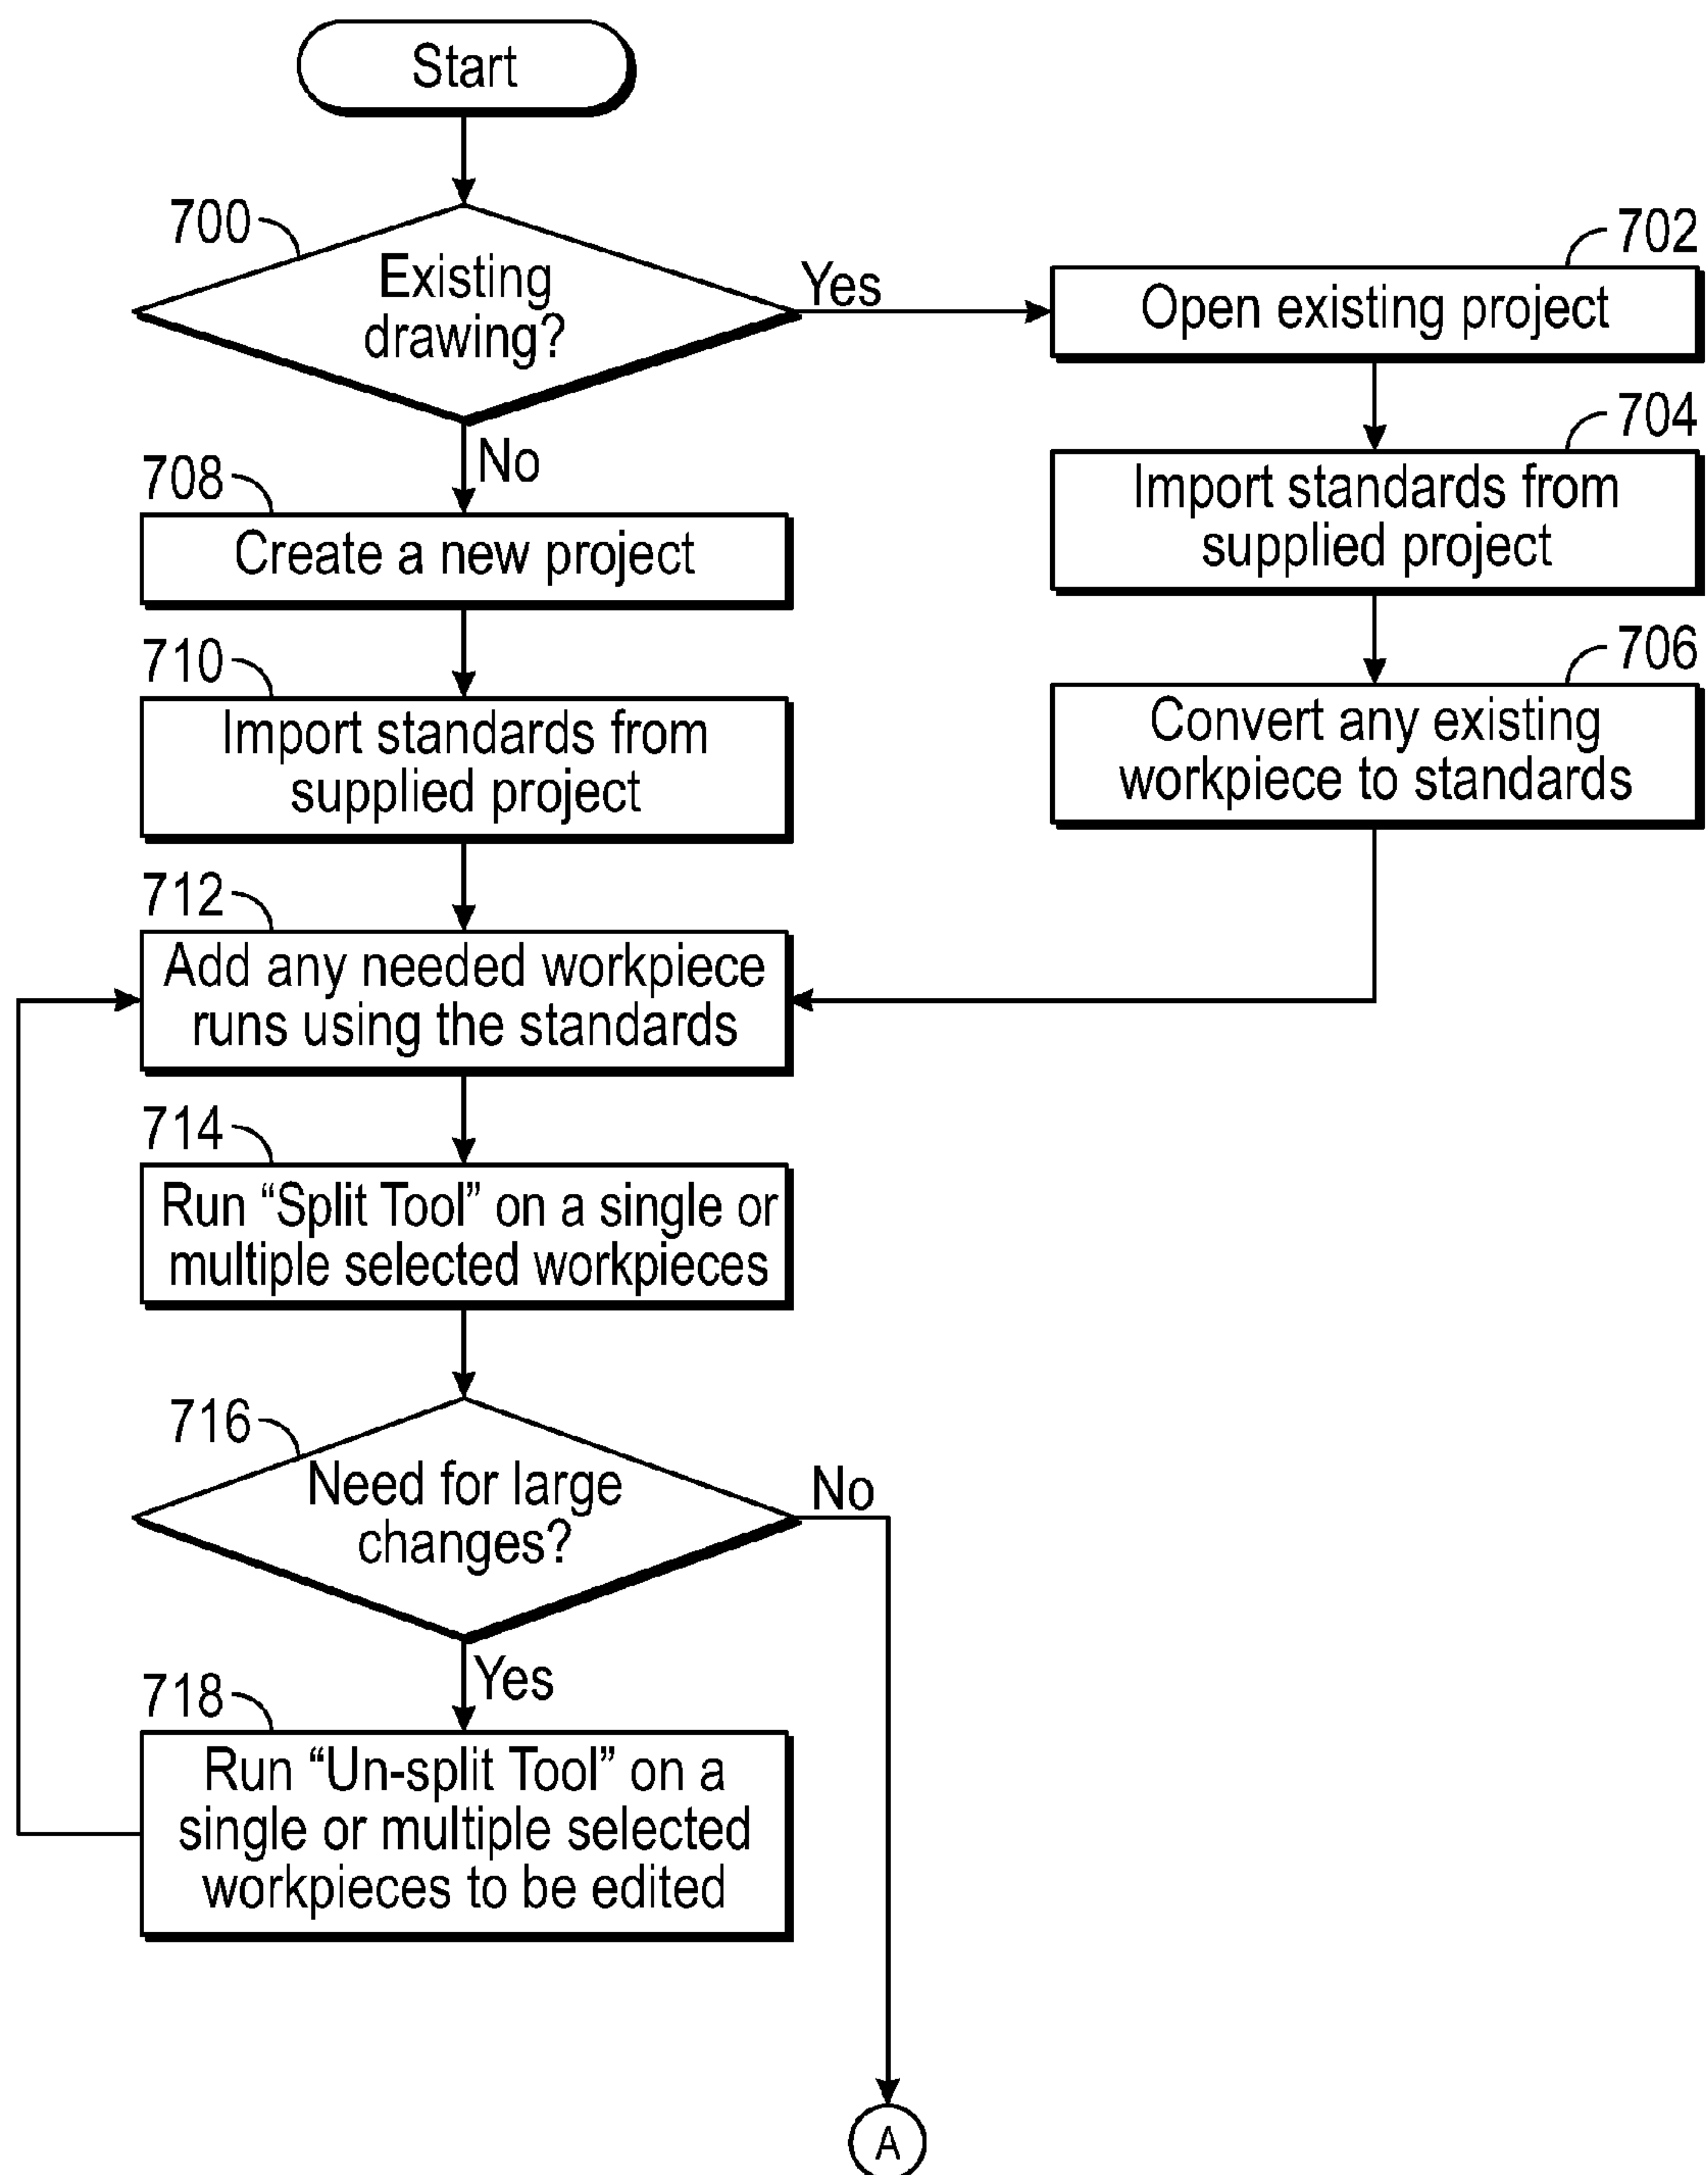 Start
700
Existing
drawing?
Yes
702
Open existing project
704
Import standards from
supplied project
706
Convert any existing
workpiece to standards
No
708
Create a new project
710
Import standards from
supplied project
712
Add any needed workpiece
runs using the standards
714
Run “Split Tool” on a single or
multiple selected workpieces
716
Need for large
changes?
No
Yes
718
Run “Un-split Tool” on a
single or multiple selected
workpieces to be edited
A